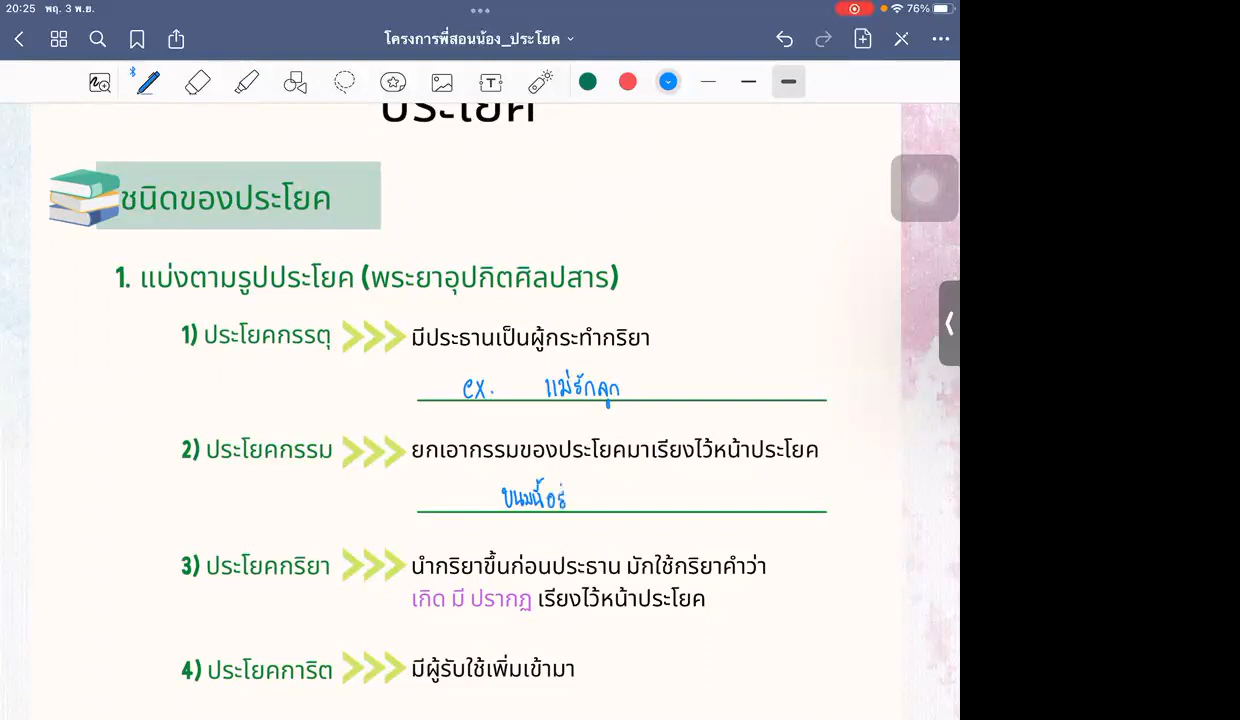 20:25 พฤ. 3 พ.ย.
76%
โครงการพี่สอนน้อง_ประโยค
ประโยค
ชนิดของประโยค
1. แบ่งตามรูปประโยค (พระยาอุปกิตศิลปสาร)
1) ประโยคกรรตุ มีประธานเป็นผู้กระทำกริยา
ex. แม่รักลูก
2) ประโยคกรรม ยกเอากรรมของประโยคมาเรียงไว้หน้าประโยค
ขนมนี้อร่
3) ประโยคกริยา นำกริยาขึ้นก่อนประธาน มักใช้กริยาคำว่า
เกิด มี ปรากฏ เรียงไว้หน้าประโยค
4) ประโยคการิต มีผู้รับใช้เพิ่มเข้ามา